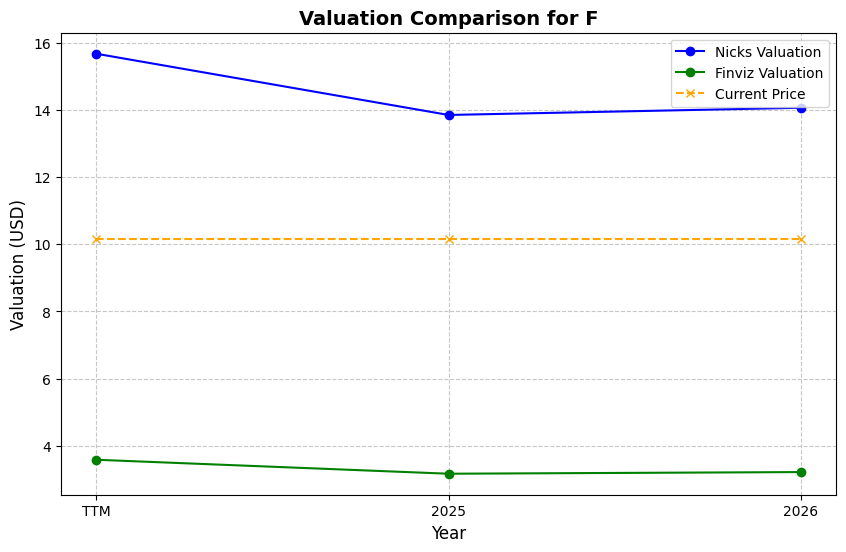 Valuation Comparison for F
Nicks Valuation
Finviz Valuation
Current Price
Valuation (USD)
16
14
12
10
8
6
4
TTM
2025
2026
Year